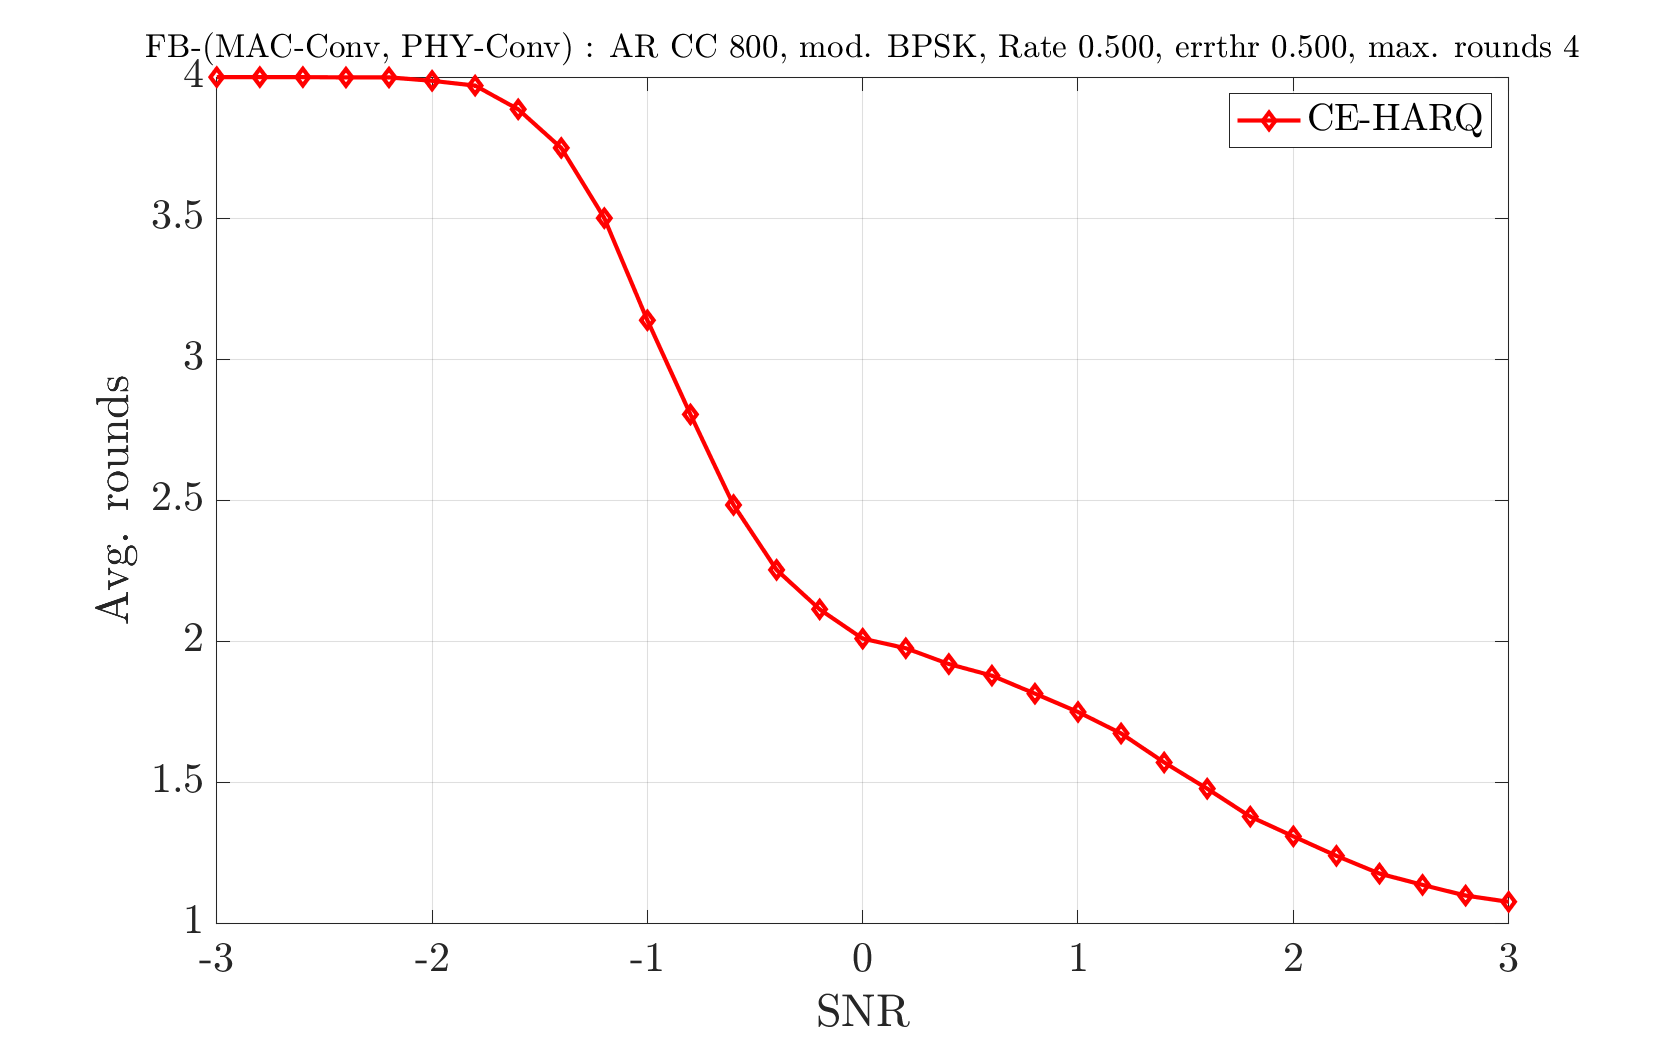 FB-(MAC-Conv, PHY-Conv) : AR CC 800, mod. BPSK, Rate 0.500, errthr 0.500, max. rounds 4
CE-HARQ
4
3.5
3
2.5
2
1.5
1
Avg. rounds
-3 -2 -1 0 1 2 3
SNR